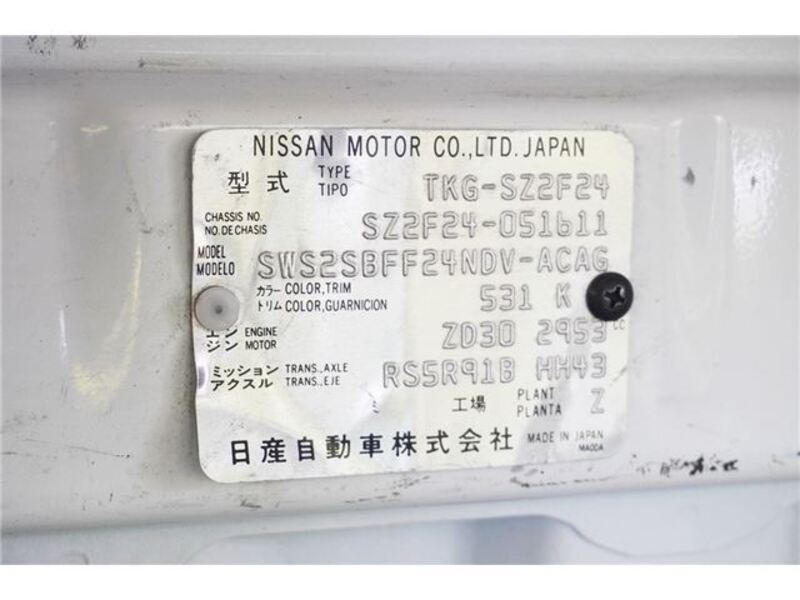 NISSAN MOTOR CO.,LTD. JAPAN
型式 TYPE TIPO TKG-SZ2F24
CHASSIS NO. NO. DE CHASIS SZ2F24-051611
MODEL MODELO SWS2SBFF24NDV-ACAG
カラー COLOR, TRIM トリム COLOR, GUARNICION 531 K
エンジン ENGINE MOTOR ZD30 2953 CC
ミッション TRANS., AXLE アクスル TRANS., EJE RS5R91B HH43
工場 PLANT PLANTA Z
日産自動車株式会社 MADE IN JAPAN